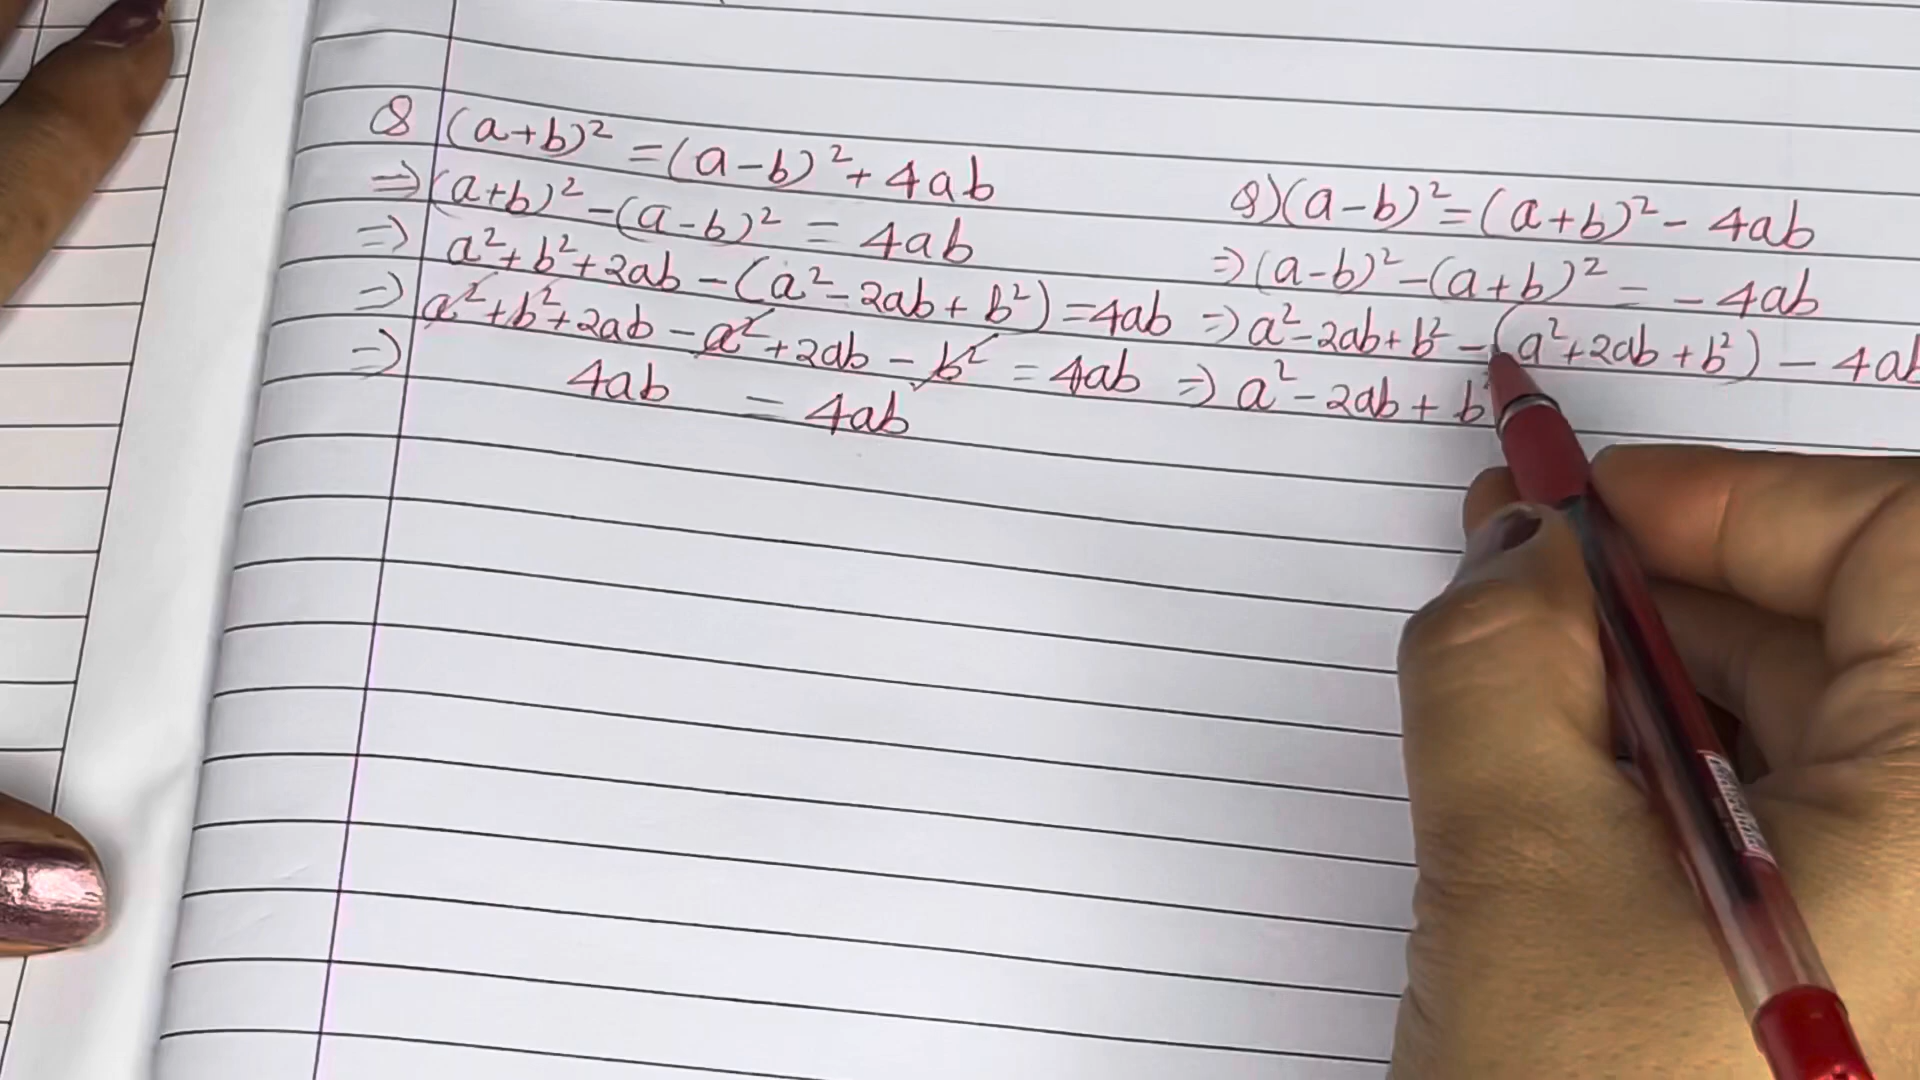 Q (a+b)² = (a-b)² + 4ab
⇒ (a+b)² - (a-b)² = 4ab
⇒ a² + b² + 2ab - (a² - 2ab + b²) = 4ab
⇒ a² + b² + 2ab - a² + 2ab - b² = 4ab
⇒ 4ab = 4ab
Q) (a-b)² = (a+b)² - 4ab
⇒ (a-b)² - (a+b)² = - 4ab
⇒ a² - 2ab + b² - (a² + 2ab + b²) - 4ab
⇒ a² - 2ab + b²